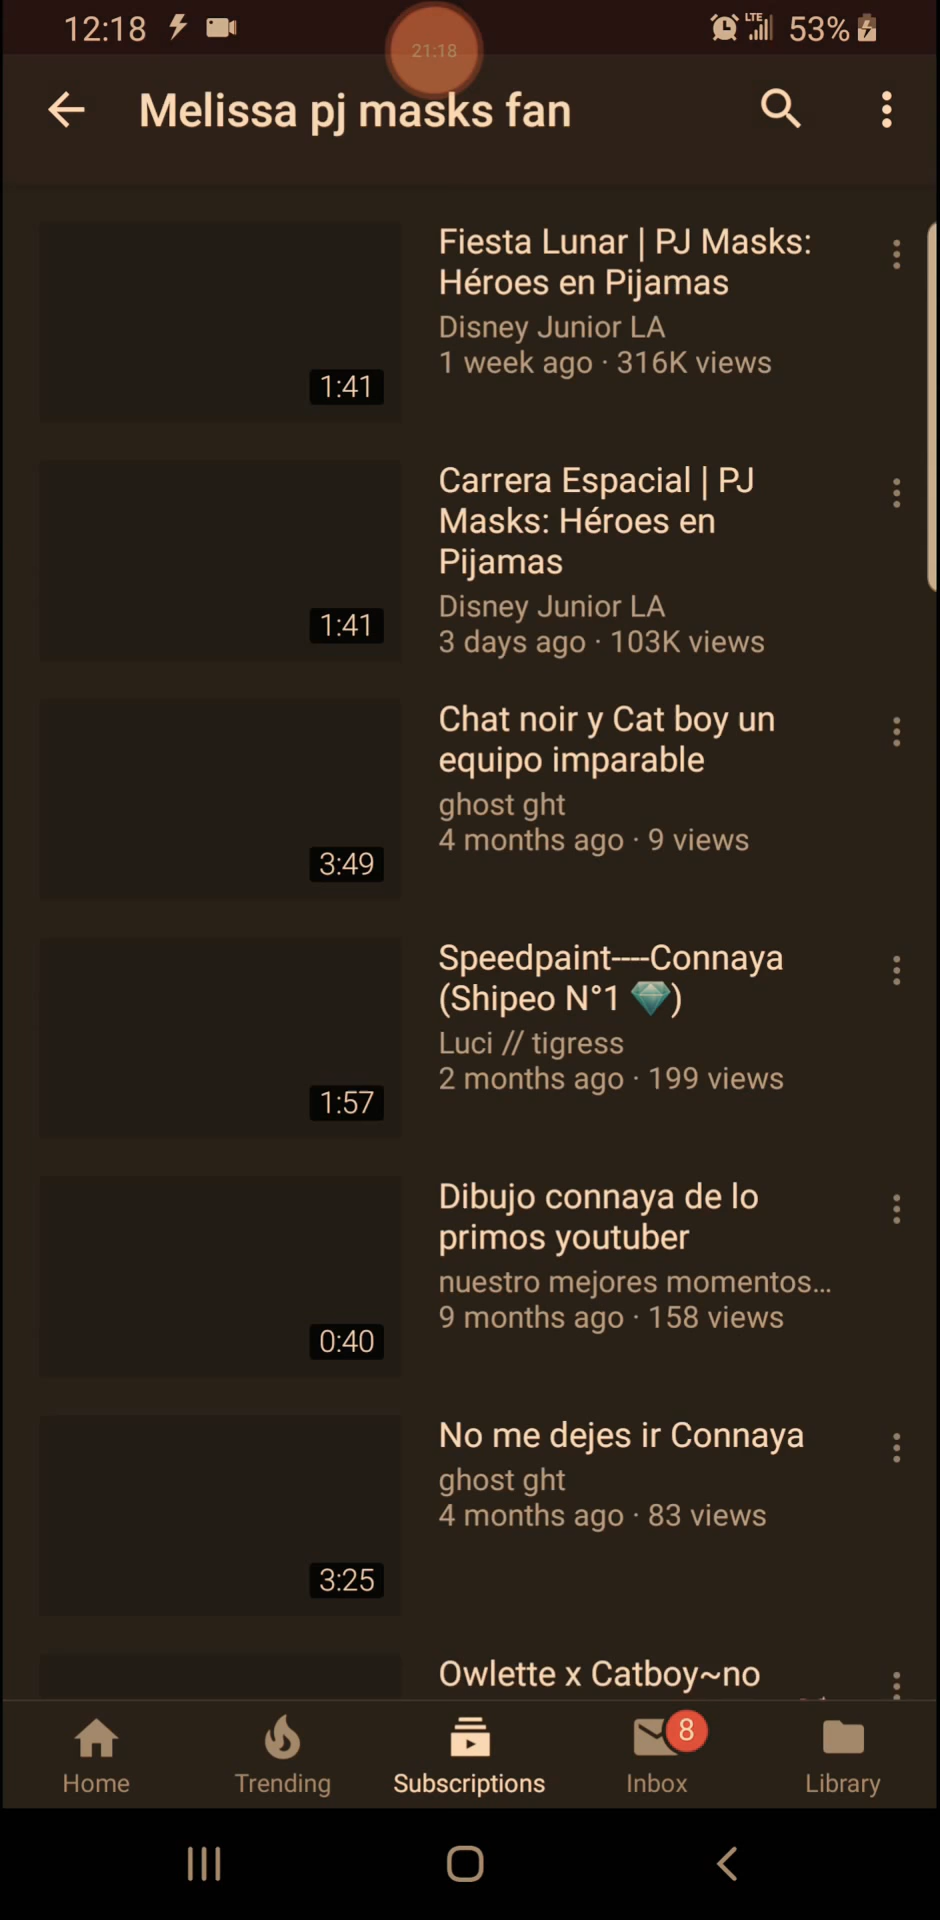 12:18
21:18
LTE
53%
Melissa pj masks fan
Fiesta Lunar | PJ Masks:
Héroes en Pijamas
Disney Junior LA
1 week ago · 316K views
1:41
Carrera Espacial | PJ
Masks: Héroes en
Pijamas
Disney Junior LA
3 days ago · 103K views
1:41
Chat noir y Cat boy un
equipo imparable
ghost ght
4 months ago · 9 views
3:49
Speedpaint----Connaya
(Shipeo N°1 💎)
Luci // tigress
2 months ago · 199 views
1:57
Dibujo connaya de lo
primos youtuber
nuestro mejores momentos...
9 months ago · 158 views
0:40
No me dejes ir Connaya
ghost ght
4 months ago · 83 views
3:25
Owlette x Catboy~no
8
Home
Trending
Subscriptions
Inbox
Library